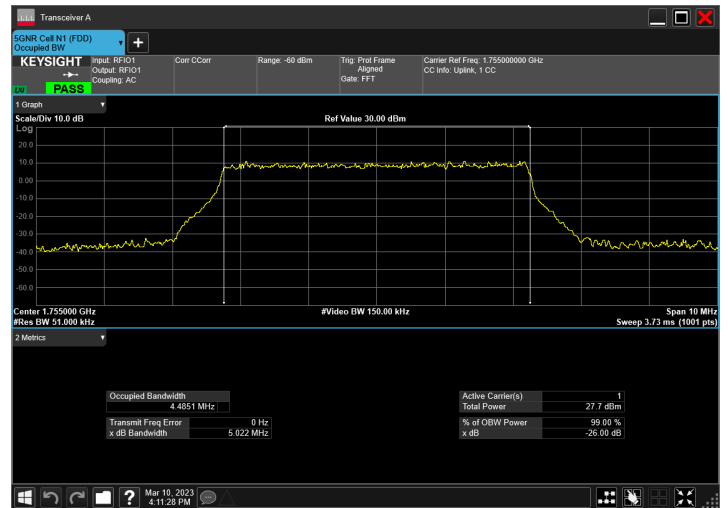 Transceiver A
5GNR Cell N1 (FDD)
Occupied BW
+
KEYSIGHT
PASS
Input: RFIO1
Output: RFIO1
Coupling: AC
Corr CCorr
Range: -60 dBm
Trig: Prot Frame
Aligned
Gate: FFT
Carrier Ref Freq: 1.755000000 GHz
CC Info: Uplink, 1 CC
1 Graph
Scale/Div 10.0 dB
Ref Value 30.00 dBm
Log
20.0
10.0
0.00
-10.0
-20.0
-30.0
-40.0
-50.0
-60.0
Center 1.755000 GHz
#Video BW 150.00 kHz
Span 10 MHz
#Res BW 51.000 kHz
Sweep 3.73 ms (1001 pts)
2 Metrics
Occupied Bandwidth
4.4851 MHz
Active Carrier(s) 1
Total Power 27.7 dBm
Transmit Freq Error 0 Hz
x dB Bandwidth 5.022 MHz
% of OBW Power 99.00 %
x dB -26.00 dB
?
Mar 10, 2023
4:11:28 PM